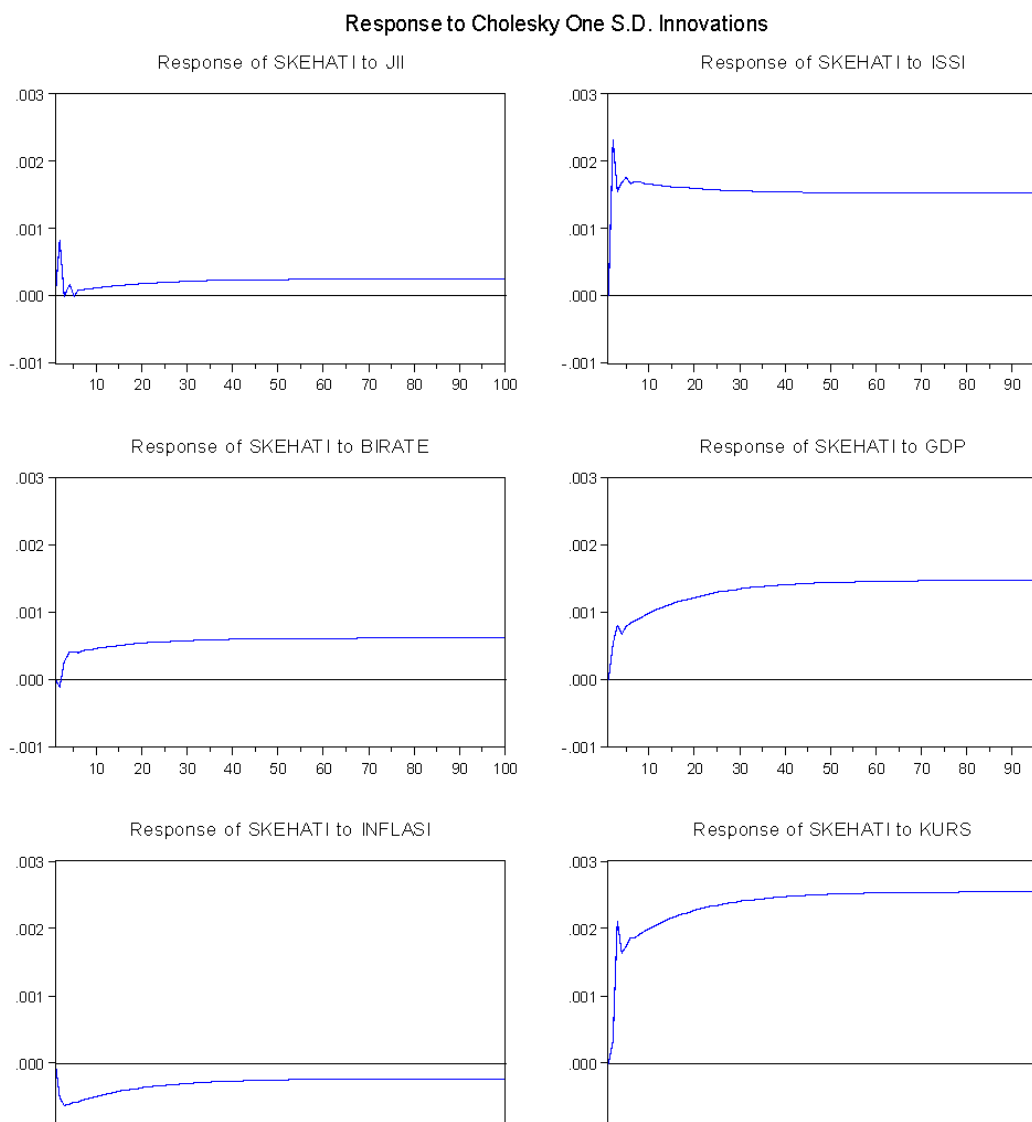 Response to Cholesky One S.D. Innovations
Response of SKEHATI to JII
.003
.002
.001
.000
-.001
10 20 30 40 50 60 70 80 90 100
Response of SKEHATI to ISSI
.003
.002
.001
.000
-.001
10 20 30 40 50 60 70 80 90
Response of SKEHATI to BIRATE
.003
.002
.001
.000
-.001
10 20 30 40 50 60 70 80 90 100
Response of SKEHATI to GDP
.003
.002
.001
.000
-.001
10 20 30 40 50 60 70 80 90
Response of SKEHATI to INFLASI
.003
.002
.001
.000
Response of SKEHATI to KURS
.003
.002
.001
.000